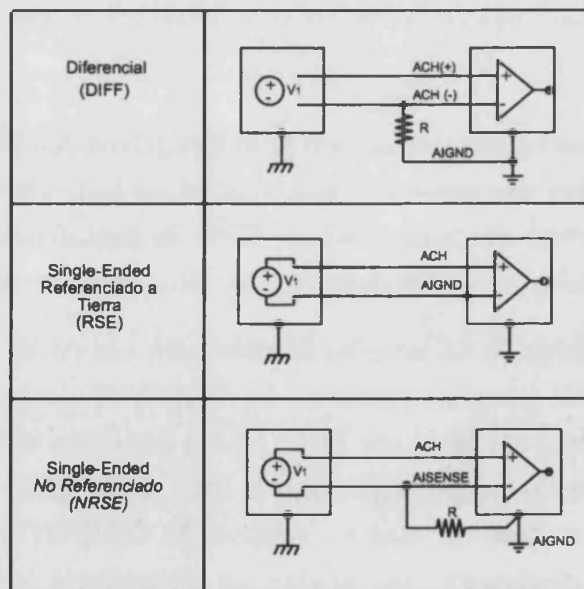 Diferencial
(DIFF)
V1
ACH(+)
ACH (-)
R
AIGND
+
-
Single-Ended
Referenciado a
Tierra
(RSE)
V1
ACH
AIGND
+
-
Single-Ended
No Referenciado
(NRSE)
V1
ACH
AISENSE
R
AIGND
+
-